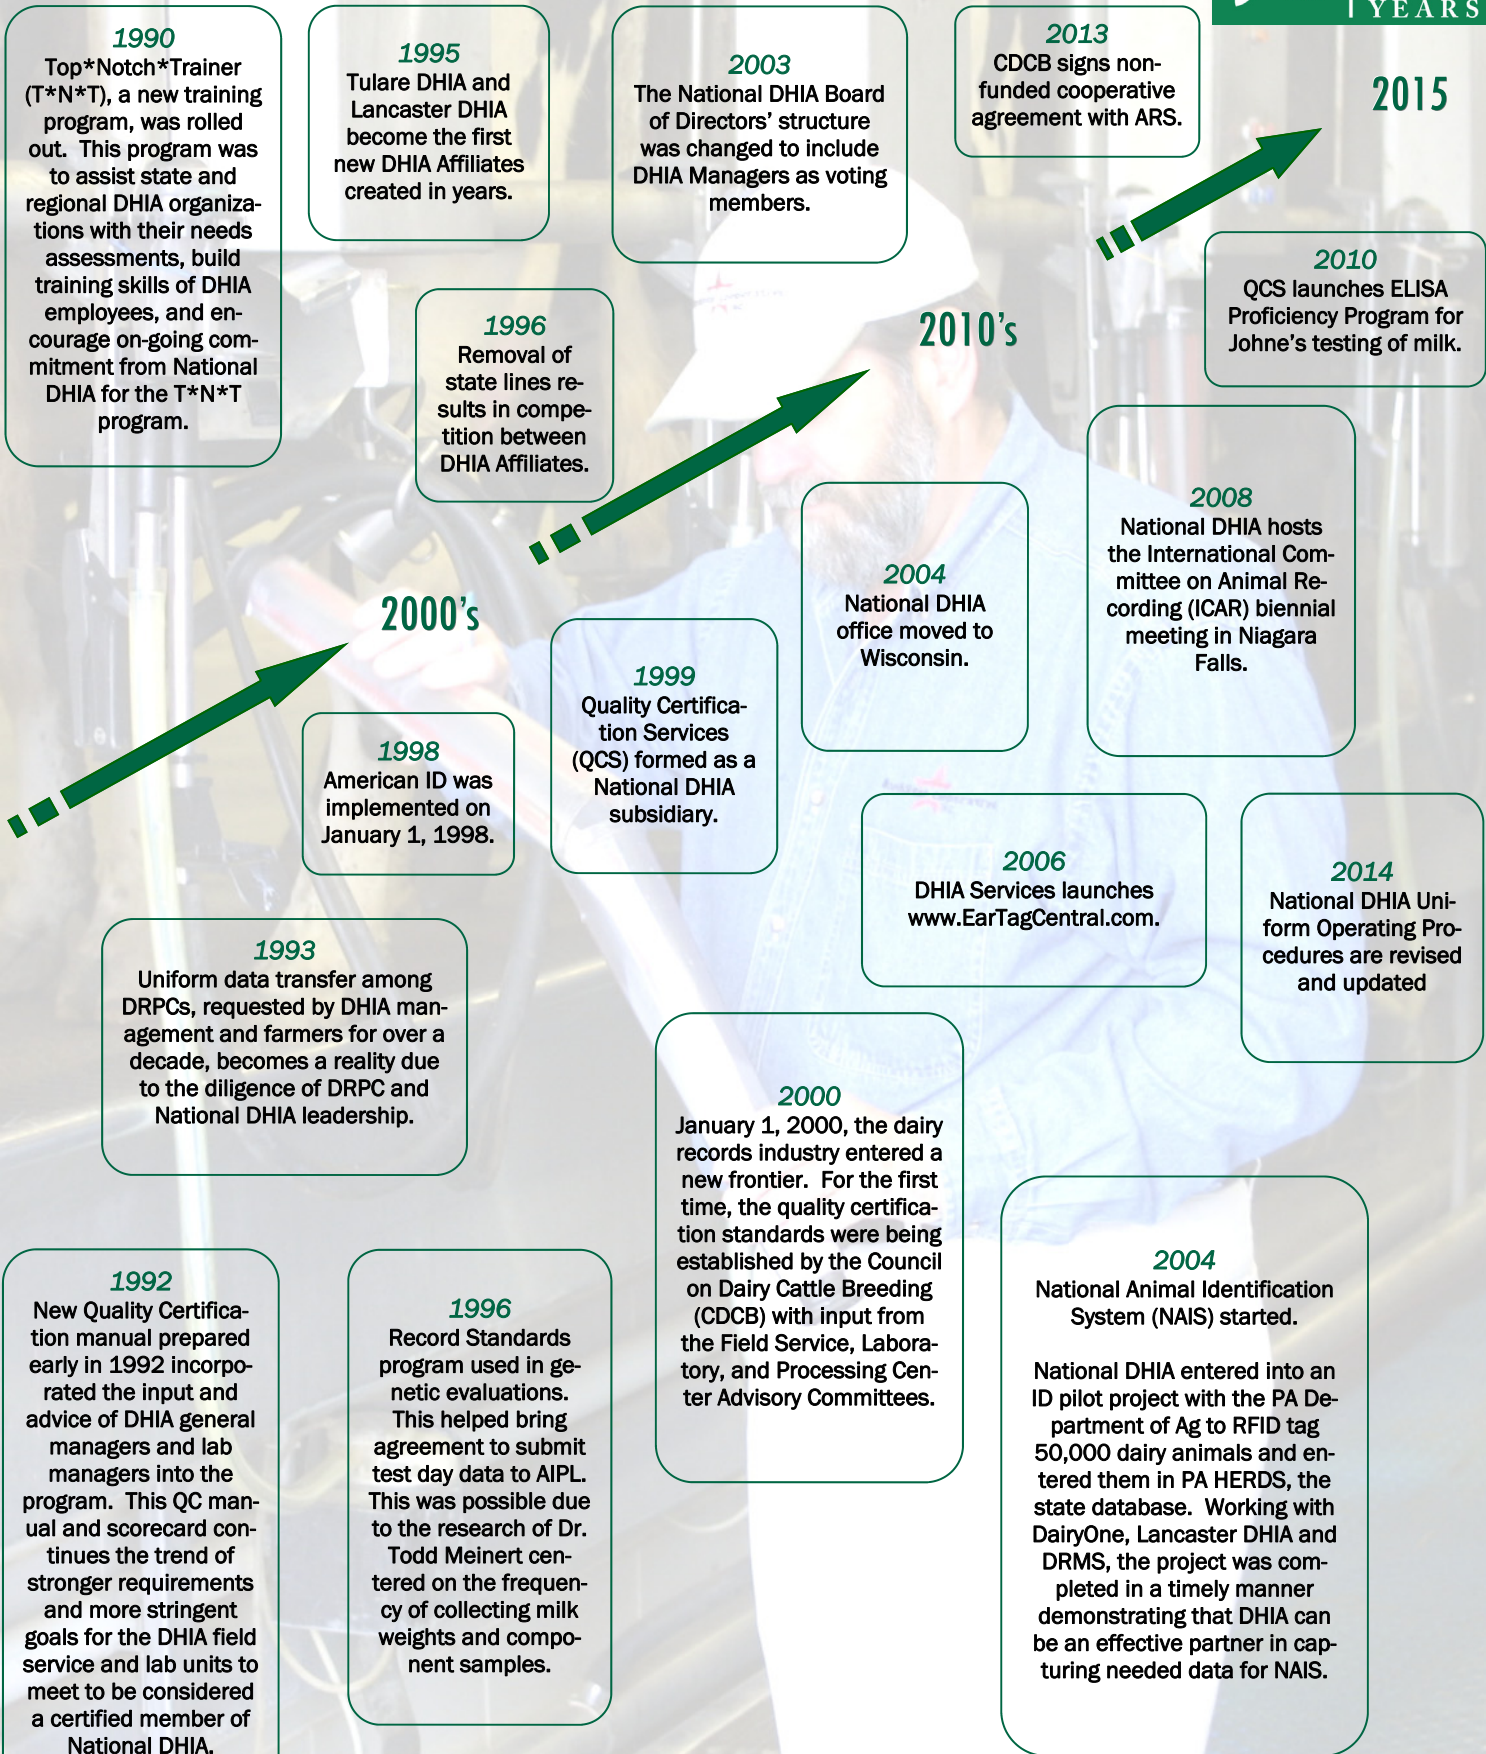 YEARS
1990
Top*Notch*Trainer
(T*N*T), a new training
program, was rolled
out.  This program was
to assist state and
regional DHIA organiza-
tions with their needs
assessments, build
training skills of DHIA
employees, and en-
courage on-going com-
mitment from National
DHIA for the T*N*T
program.
1995
Tulare DHIA and
Lancaster DHIA
become the first
new DHIA Affiliates
created in years.
2003
The National DHIA Board
of Directors’ structure
was changed to include
DHIA Managers as voting
members.
2013
CDCB signs non-
funded cooperative
agreement with ARS.
2015
2010
QCS launches ELISA
Proficiency Program for
Johne’s testing of milk.
1996
Removal of
state lines re-
sults in compe-
tition between
DHIA Affiliates.
2010’s
2008
National DHIA hosts
the International Com-
mittee on Animal Re-
cording (ICAR) biennial
meeting in Niagara
Falls.
2004
National DHIA
office moved to
Wisconsin.
2000’s
1999
Quality Certifica-
tion Services
(QCS) formed as a
National DHIA
subsidiary.
1998
American ID was
implemented on
January 1, 1998.
2006
DHIA Services launches
www.EarTagCentral.com.
2014
National DHIA Uni-
form Operating Pro-
cedures are revised
and updated
1993
Uniform data transfer among
DRPCs, requested by DHIA man-
agement and farmers for over a
decade, becomes a reality due
to the diligence of DRPC and
National DHIA leadership.
2000
January 1, 2000, the dairy
records industry entered a
new frontier.  For the first
time, the quality certifica-
tion standards were being
established by the Council
on Dairy Cattle Breeding
(CDCB) with input from
the Field Service, Labora-
tory, and Processing Cen-
ter Advisory Committees.
2004
National Animal Identification
System (NAIS) started.
National DHIA entered into an
ID pilot project with the PA De-
partment of Ag to RFID tag
50,000 dairy animals and en-
tered them in PA HERDS, the
state database.  Working with
DairyOne, Lancaster DHIA and
DRMS, the project was com-
pleted in a timely manner
demonstrating that DHIA can
be an effective partner in cap-
turing needed data for NAIS.
1992
New Quality Certifica-
tion manual prepared
early in 1992 incorpo-
rated the input and
advice of DHIA general
managers and lab
managers into the
program.  This QC man-
ual and scorecard con-
tinues the trend of
stronger requirements
and more stringent
goals for the DHIA field
service and lab units to
meet to be considered
a certified member of
National DHIA.
1996
Record Standards
program used in ge-
netic evaluations.
This helped bring
agreement to submit
test day data to AIPL.
This was possible due
to the research of Dr.
Todd Meinert cen-
tered on the frequen-
cy of collecting milk
weights and compo-
nent samples.